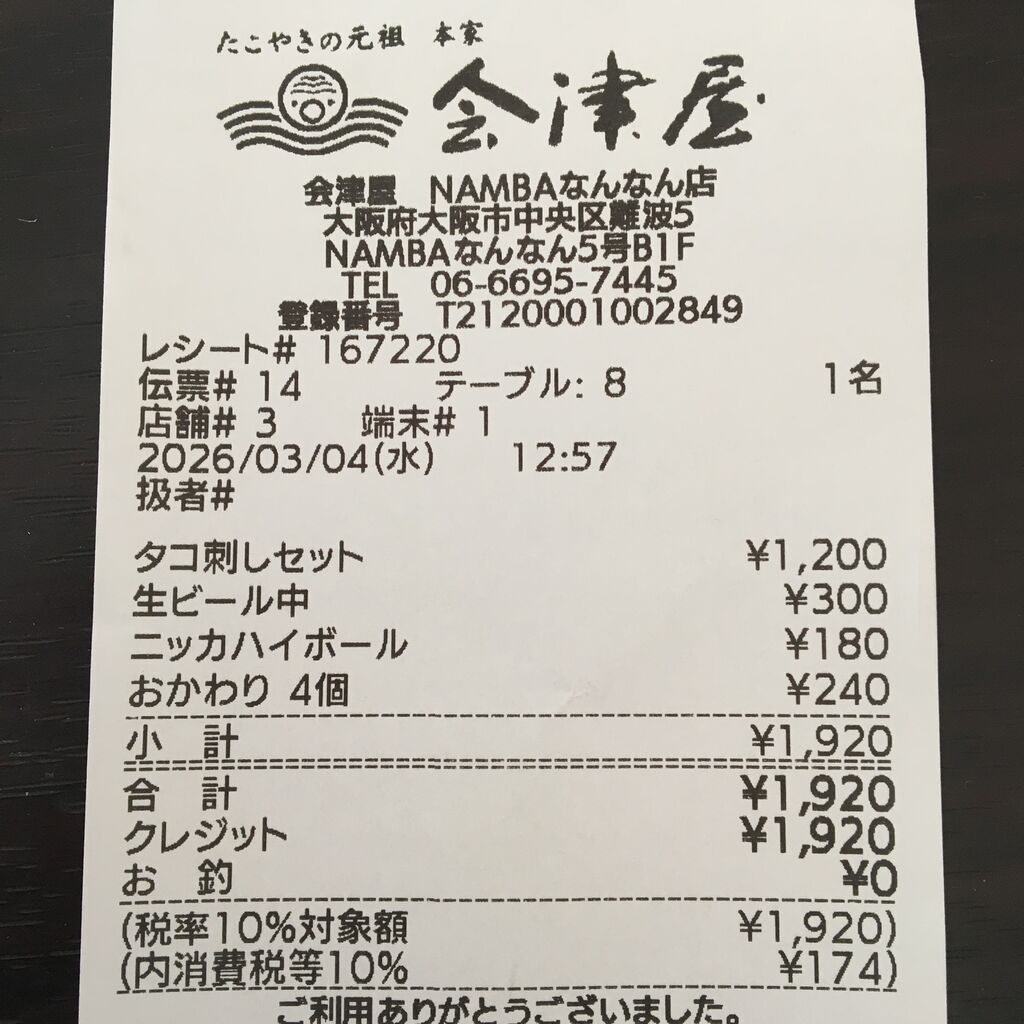 たこやきの元祖 本家
会津屋
会津屋 NAMBAなんなん店
大阪府大阪市中央区難波5
NAMBAなんなん5号B1F
TEL 06-6695-7445
登録番号 T2120001002849
レシート# 167220
伝票# 14 テーブル: 8 1名
店舗# 3 端末# 1
2026/03/04(水) 12:57
扱者#
タコ刺しセット ¥1,200
生ビール中 ¥300
ニッカハイボール ¥180
おかわり 4個 ¥240
小 計 ¥1,920
合 計 ¥1,920
クレジット ¥1,920
お 釣 ¥0
(税率10%対象額 ¥1,920)
(内消費税等10% ¥174)
ご利用ありがとうございました。